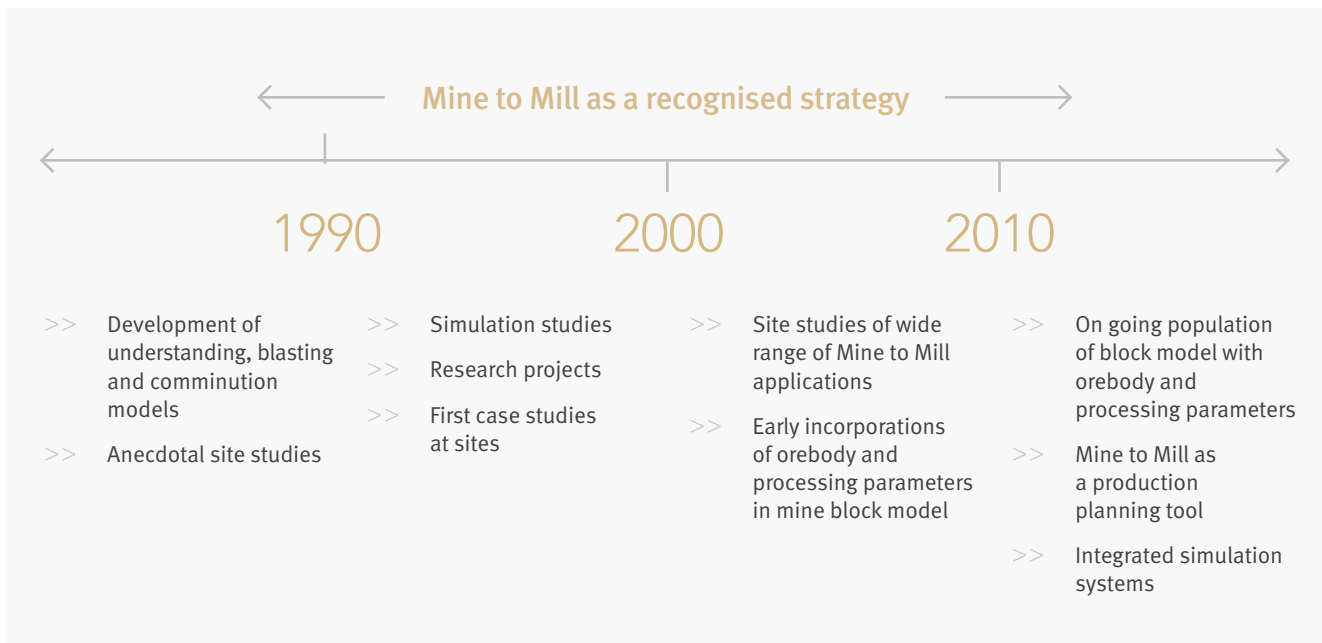 Mine to Mill as a recognised strategy
1990
2000
2010
>> Development of
understanding, blasting
and comminution
models
>> Anecdotal site studies
>> Simulation studies
>> Research projects
>> First case studies
at sites
>> Site studies of wide
range of Mine to Mill
applications
>> Early incorporations
of orebody and
processing parameters
in mine block model
>> On going population
of block model with
orebody and
processing parameters
>> Mine to Mill as
a production
planning tool
>> Integrated simulation
systems